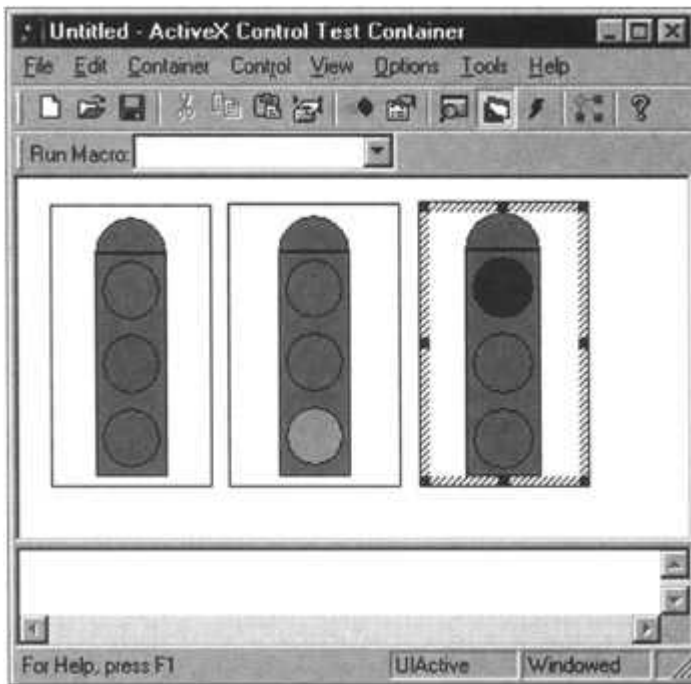 Untitled - ActiveX Control Test Container
File Edit Container Control View Options Tools Help
Run Macro:
For Help, press F1 UIActive Windowed